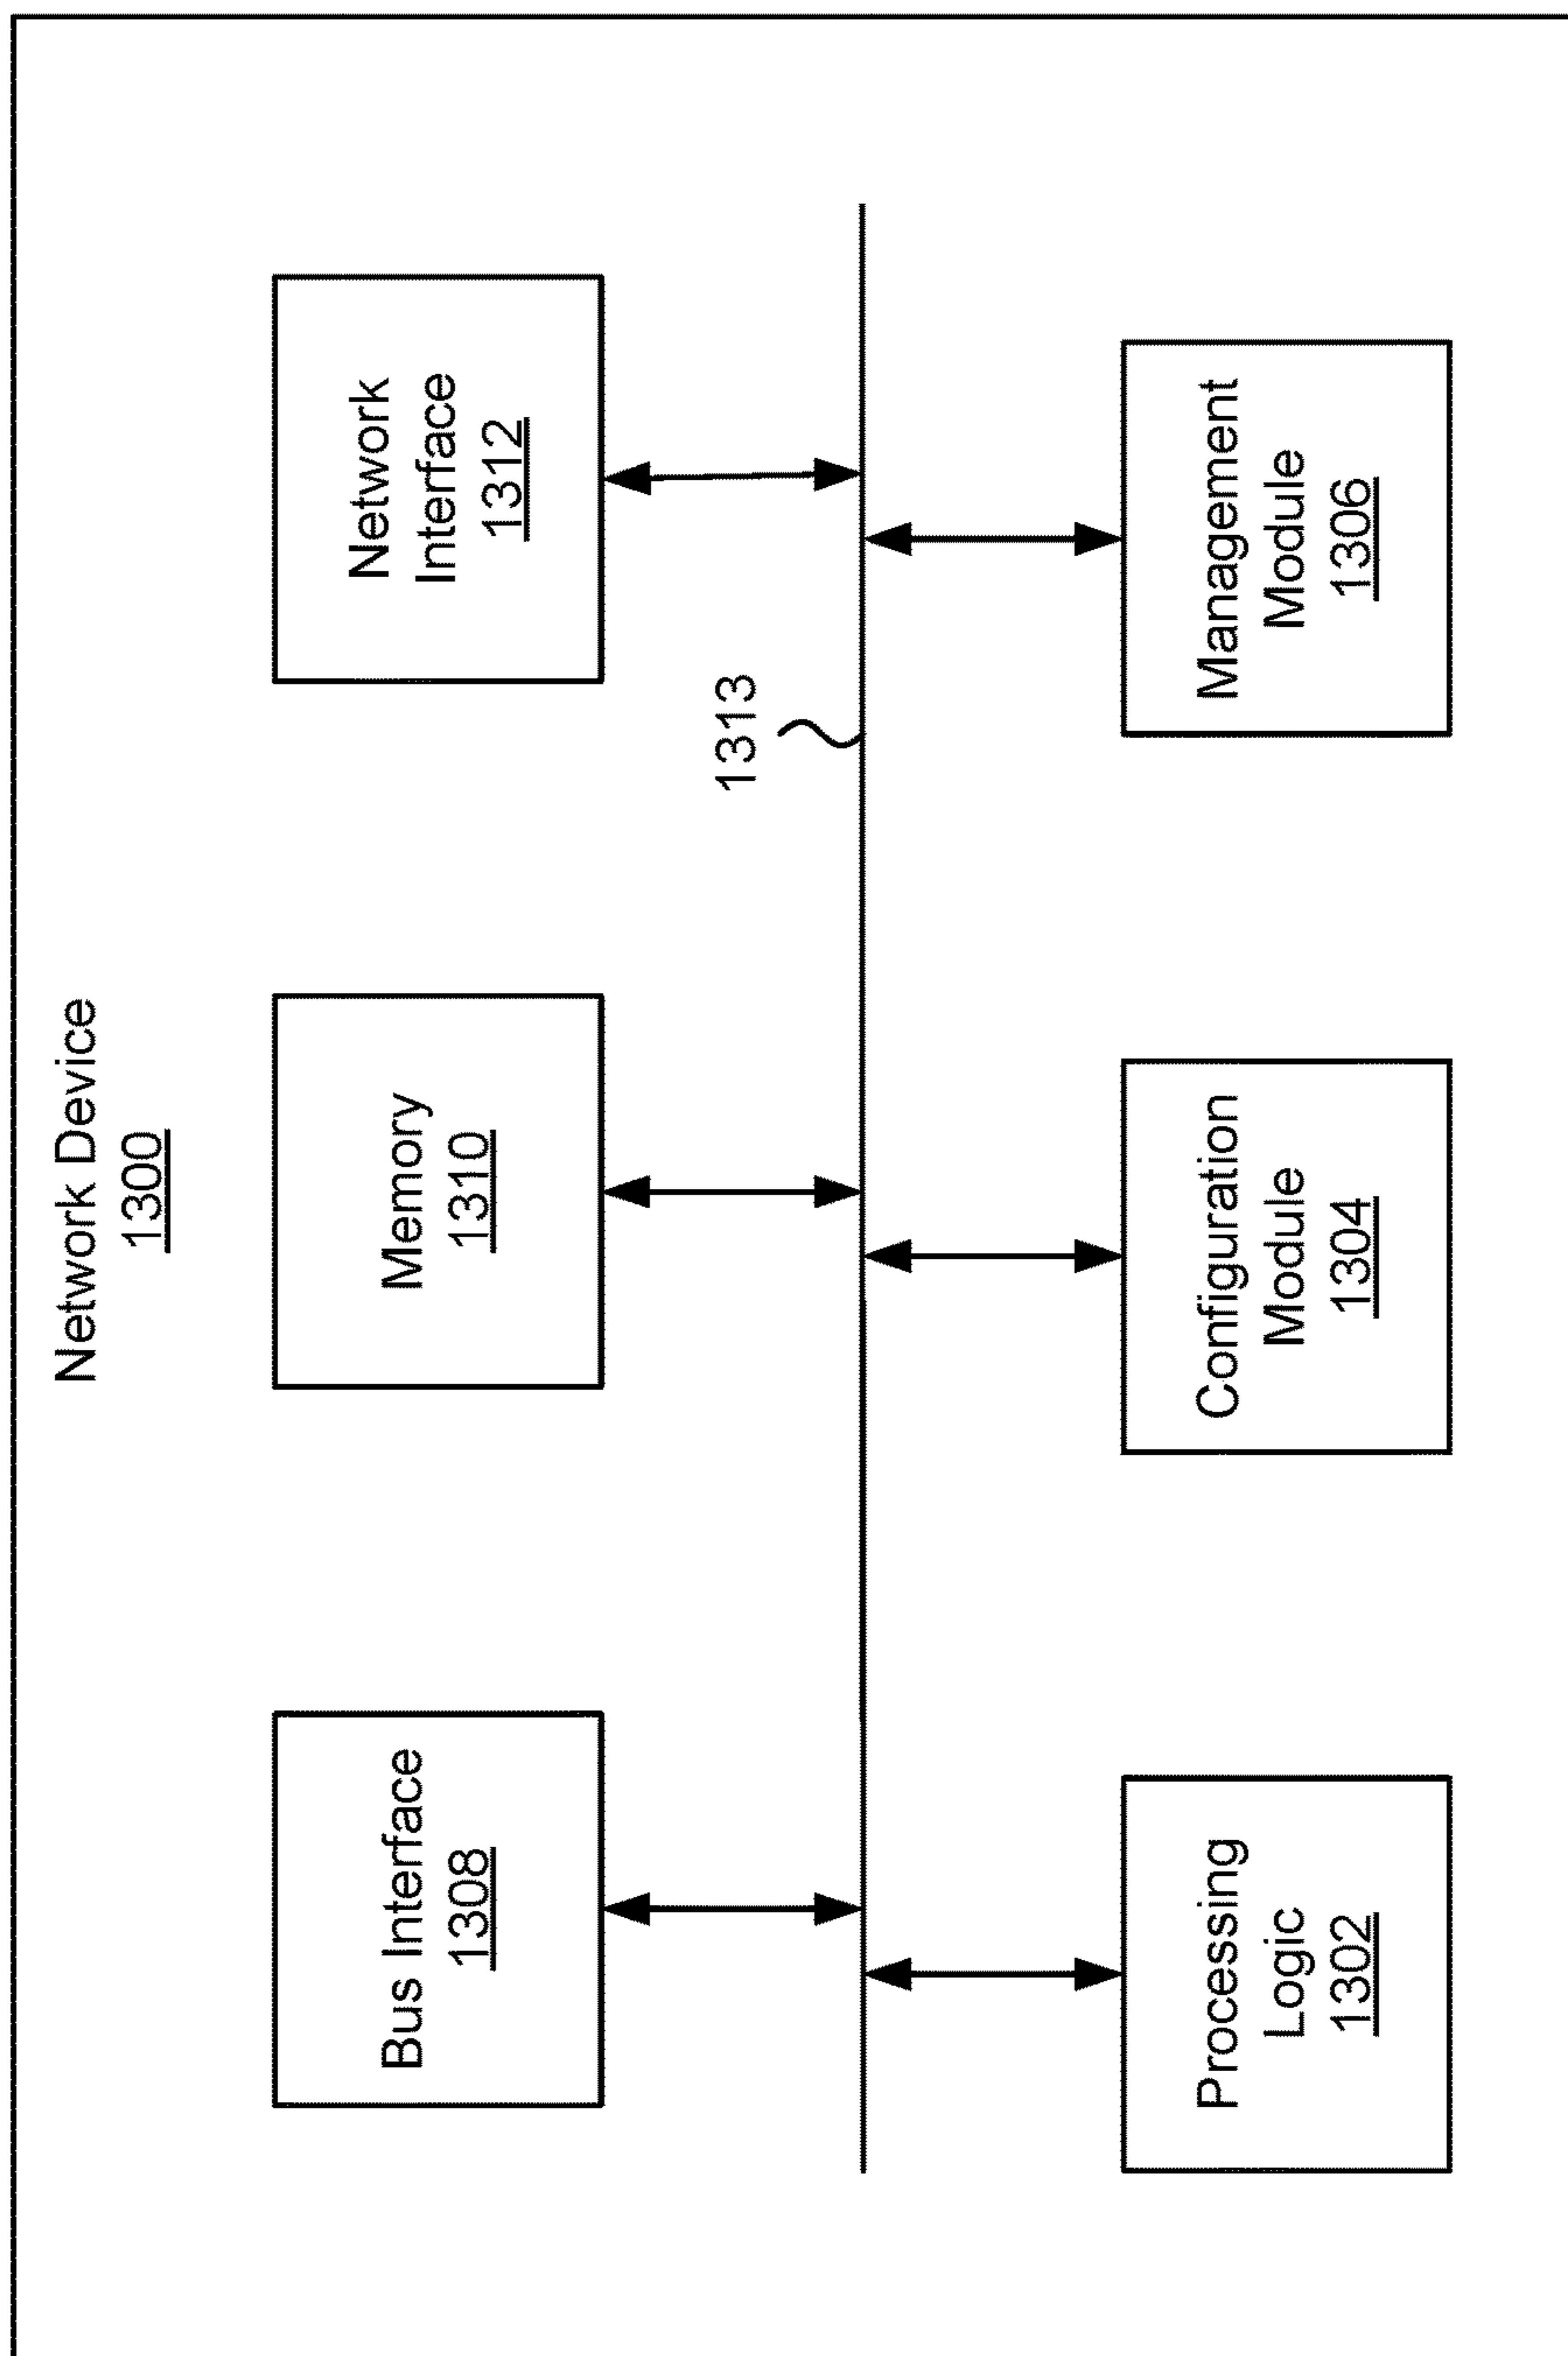 Network Device
1300
Bus Interface
1308
Memory
1310
Network
Interface
1312
1313
Processing
Logic
1302
Configuration
Module
1304
Management
Module
1306